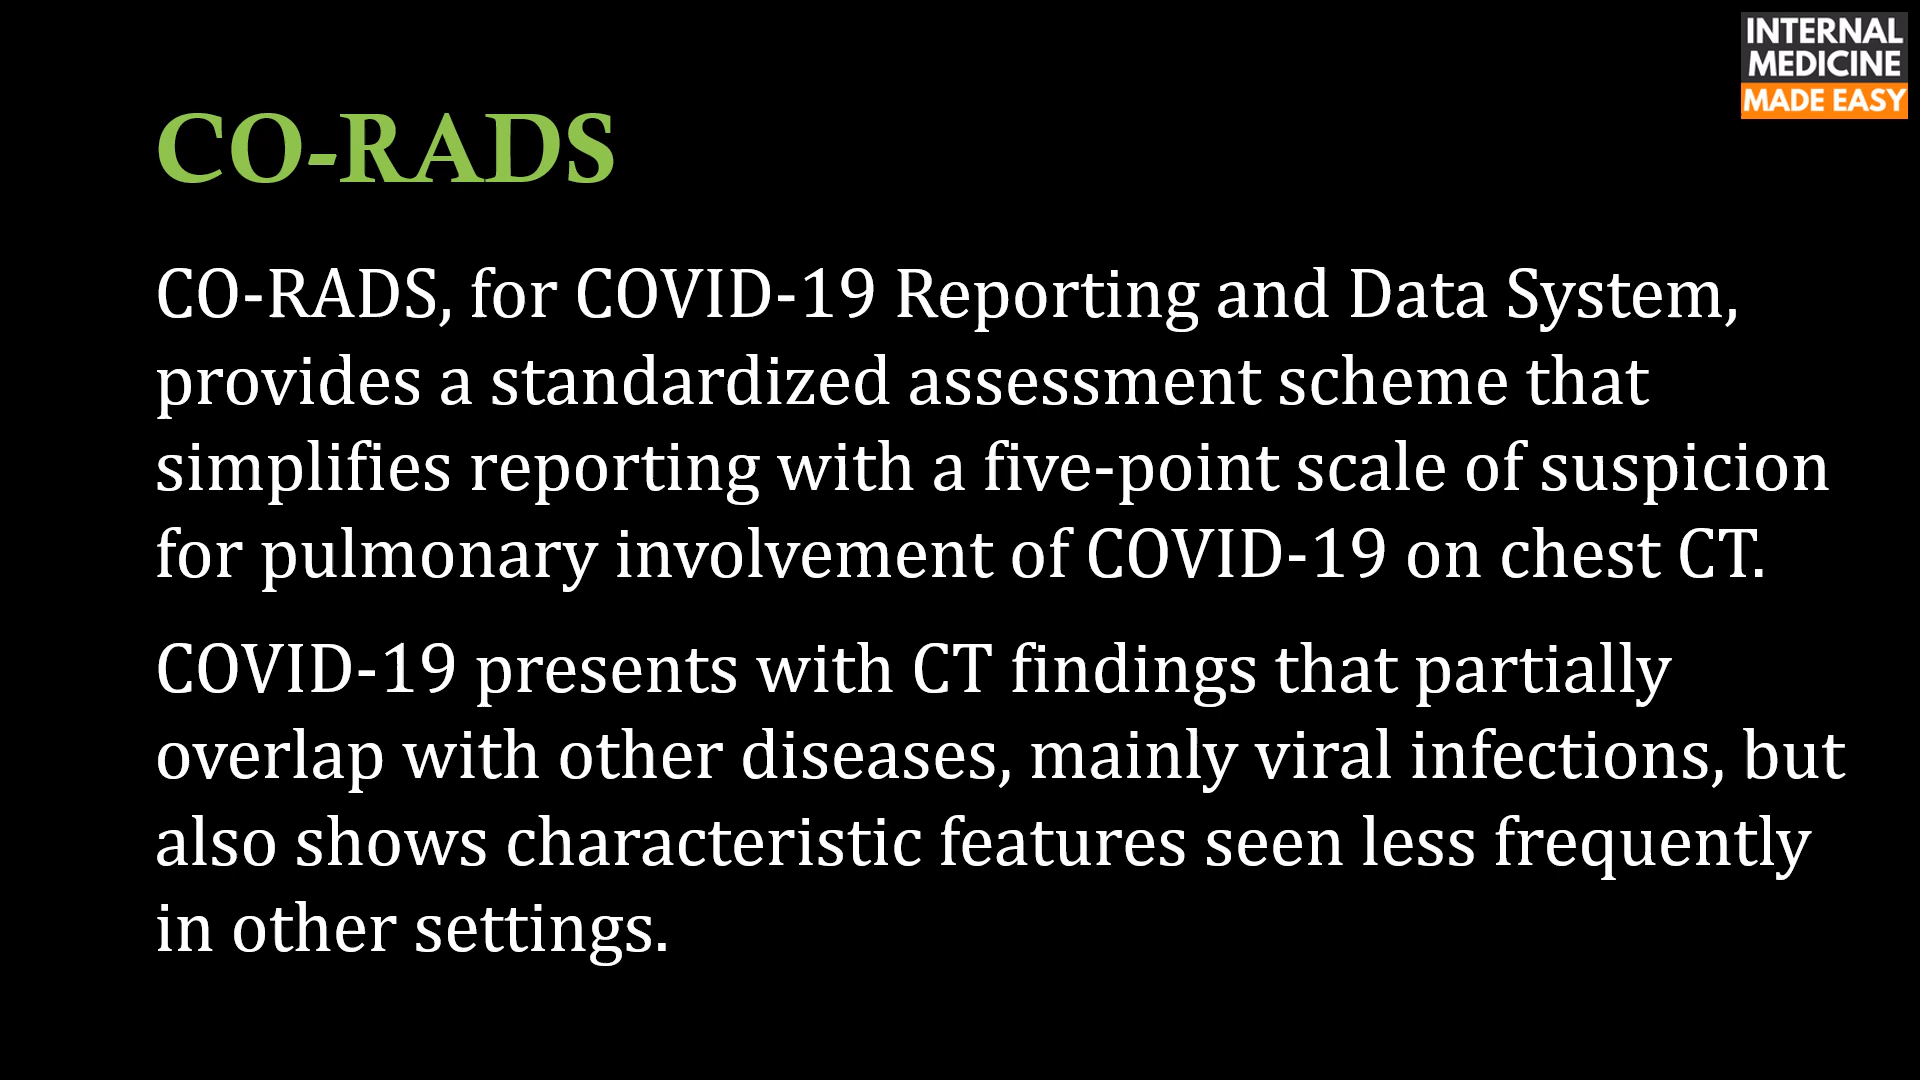 INTERNAL
MEDICINE
MADE EASY
CO-RADS
CO-RADS, for COVID-19 Reporting and Data System,
provides a standardized assessment scheme that
simplifies reporting with a five-point scale of suspicion
for pulmonary involvement of COVID-19 on chest CT.
COVID-19 presents with CT findings that partially
overlap with other diseases, mainly viral infections, but
also shows characteristic features seen less frequently
in other settings.